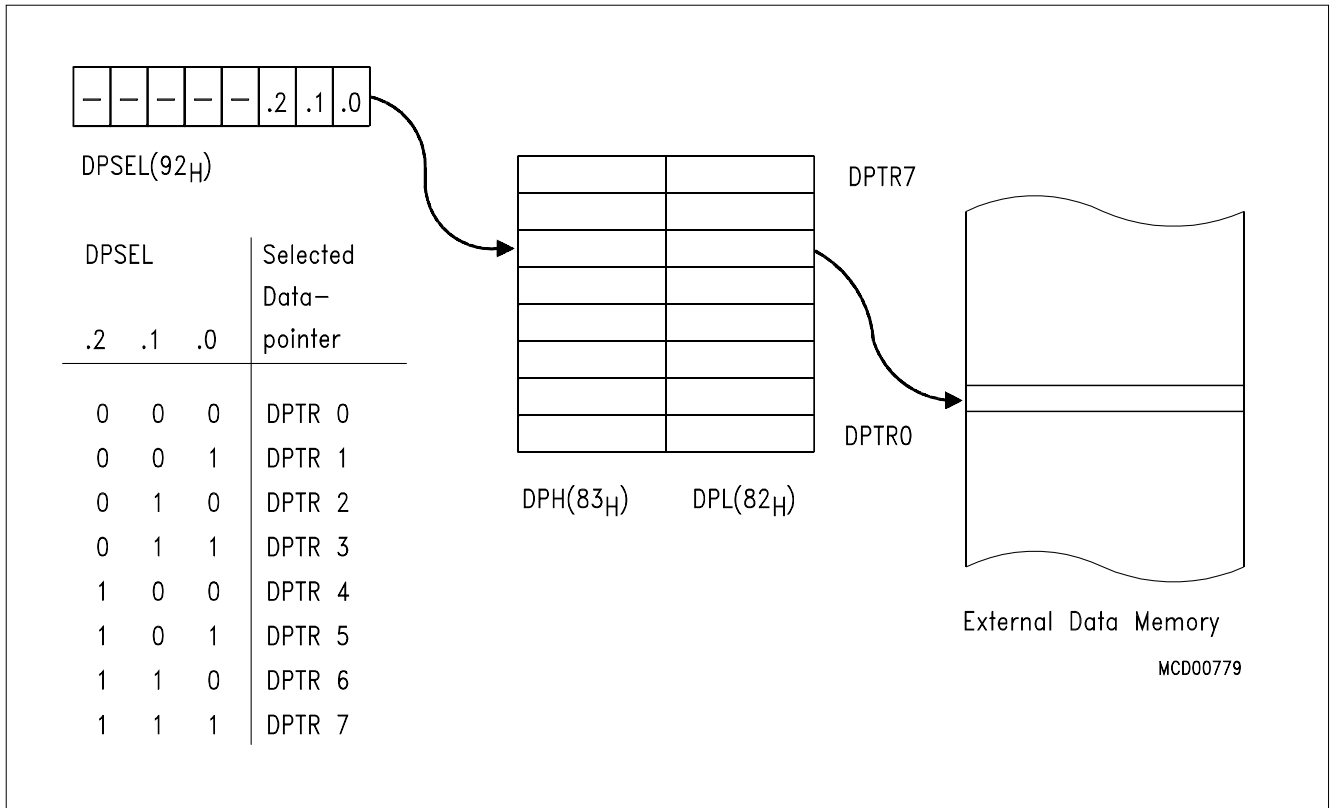 – – – – – .2 .1 .0
DPSEL(92H)
DPSEL Selected
Data–
.2 .1 .0 pointer
0 0 0 DPTR 0
0 0 1 DPTR 1
0 1 0 DPTR 2
0 1 1 DPTR 3
1 0 0 DPTR 4
1 0 1 DPTR 5
1 1 0 DPTR 6
1 1 1 DPTR 7
DPTR7
DPTR0
DPH(83H) DPL(82H)
External Data Memory
MCD00779